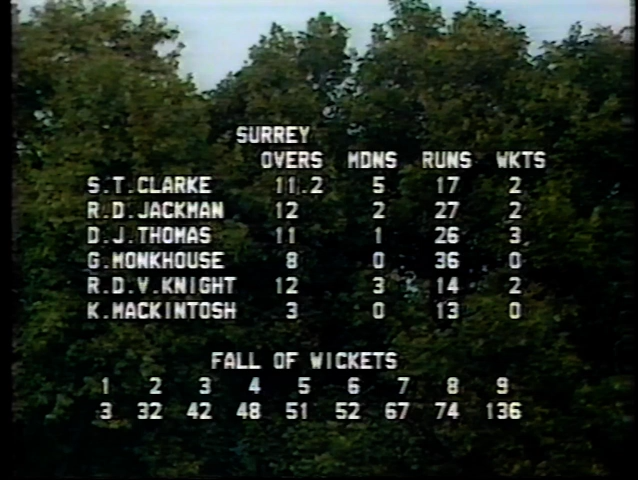 SURREY
OVERS MDNS RUNS WKTS
S.T.CLARKE 11.2 5 17 2
R.D.JACKMAN 12 2 27 2
D.J.THOMAS 11 1 26 3
G.MONKHOUSE 8 0 36 0
R.D.V.KNIGHT 12 3 14 2
K.MACKINTOSH 3 0 13 0
FALL OF WICKETS
1 2 3 4 5 6 7 8 9
3 32 42 48 51 52 67 74 136